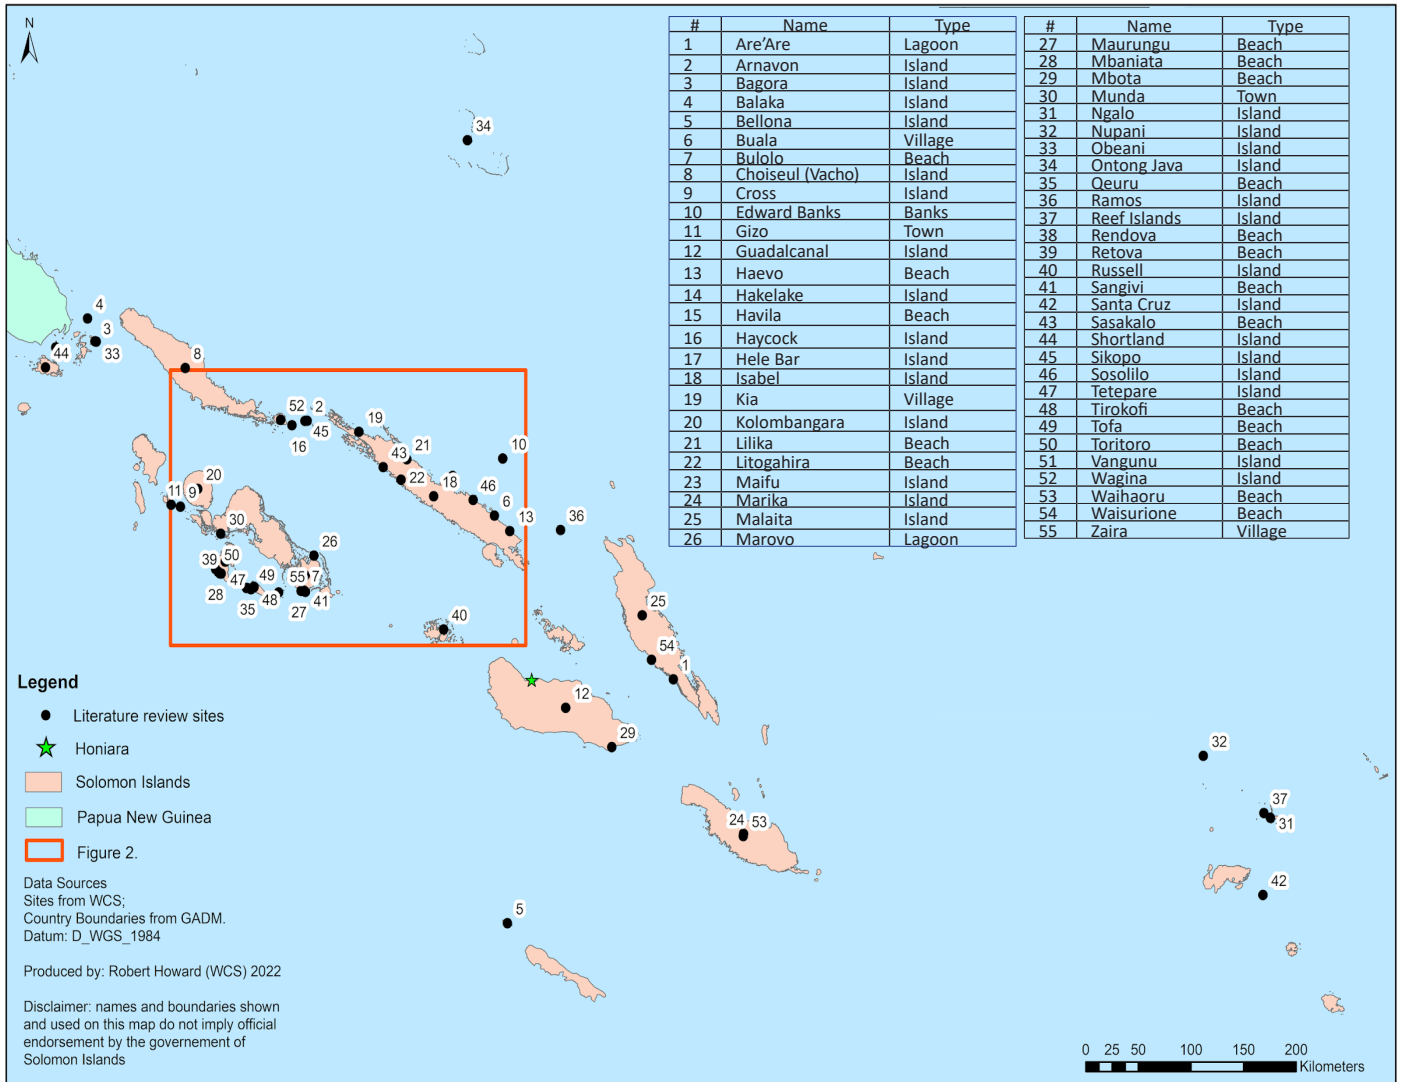 N
# Name Type
1 Are’Are Lagoon
2 Arnavon Island
3 Bagora Island
4 Balaka Island
5 Bellona Island
6 Buala Village
7 Bulolo Beach
8 Choiseul (Vacho) Island
9 Cross Island
10 Edward Banks Banks
11 Gizo Town
12 Guadalcanal Island
13 Haevo Beach
14 Hakelake Island
15 Havila Beach
16 Haycock Island
17 Hele Bar Island
18 Isabel Island
19 Kia Village
20 Kolombangara Island
21 Lilika Beach
22 Litogahira Beach
23 Maifu Island
24 Marika Island
25 Malaita Island
26 Marovo Lagoon
# Name Type
27 Maurungu Beach
28 Mbaniata Beach
29 Mbota Beach
30 Munda Town
31 Ngalo Island
32 Nupani Island
33 Obeani Island
34 Ontong Java Island
35 Qeuru Beach
36 Ramos Island
37 Reef Islands Island
38 Rendova Beach
39 Retova Beach
40 Russell Island
41 Sangivi Beach
42 Santa Cruz Island
43 Sasakalo Beach
44 Shortland Island
45 Sikopo Island
46 Sosolilo Island
47 Tetepare Island
48 Tirokofi Beach
49 Tofa Beach
50 Toritoro Beach
51 Vangunu Island
52 Wagina Island
53 Waihaoru Beach
54 Waisurione Beach
55 Zaira Village
34
4
3
33
44
8
52
2
45
16
19
21
43
22
18
46
10
6
13
36
20
11
9
30
26
50
39
47
28
35
49
48
55
7
27
41
40
25
54
1
12
29
24
53
5
32
37
31
42
Legend
Literature review sites
Honiara
Solomon Islands
Papua New Guinea
Figure 2.
Data Sources
Sites from WCS;
Country Boundaries from GADM.
Datum: D_WGS_1984
Produced by: Robert Howard (WCS) 2022
Disclaimer: names and boundaries shown
and used on this map do not imply official
endorsement by the governement of
Solomon Islands
0 25 50 100 150 200
Kilometers